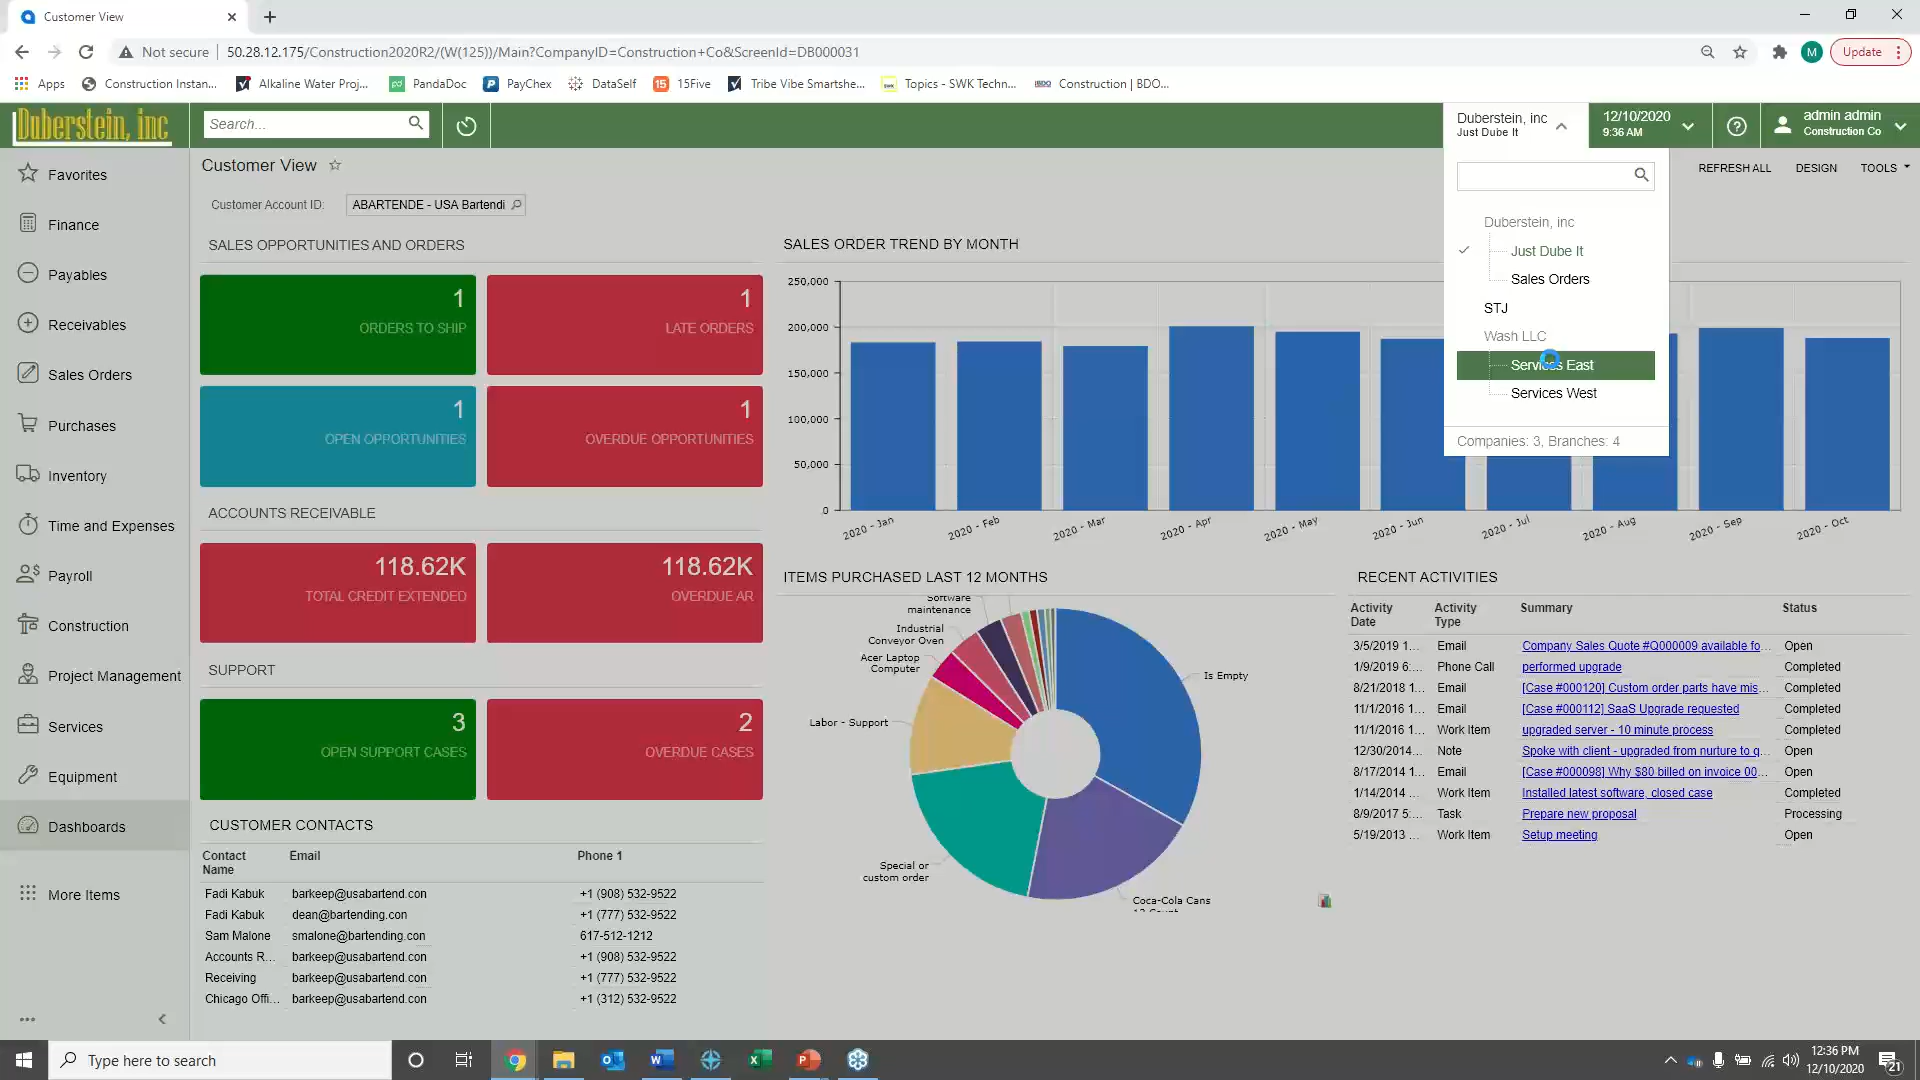 Customer View
Not secure
50.28.12.175/Construction2020R2/(W(125))/Main?CompanyID=Construction+Co&ScreenId=DB000031
M
Update
Apps
Construction Instan...
Alkaline Water Proj...
PandaDoc
PayChex
DataSelf
15Five
Tribe Vibe Smartshe...
Topics - SWK Techn...
Construction | BDO...
Duberstein, inc
Search...
Duberstein, inc
Just Dube It
12/10/2020
9:36 AM
admin admin
Construction Co
Customer View
REFRESH ALL
DESIGN
TOOLS
Customer Account ID:
ABARTENDE - USA Bartendi
Favorites
Finance
Payables
Receivables
Sales Orders
Purchases
Inventory
Time and Expenses
Payroll
Construction
Project Management
Services
Equipment
Dashboards
More Items
Duberstein, inc
Just Dube It
Sales Orders
STJ
Wash LLC
Services East
Services West
Companies: 3, Branches: 4
SALES OPPORTUNITIES AND ORDERS
1
ORDERS TO SHIP
1
LATE ORDERS
1
OPEN OPPORTUNITIES
1
OVERDUE OPPORTUNITIES
ACCOUNTS RECEIVABLE
118.62K
TOTAL CREDIT EXTENDED
118.62K
OVERDUE AR
SUPPORT
3
OPEN SUPPORT CASES
2
OVERDUE CASES
CUSTOMER CONTACTS
Contact Name Email Phone 1
Fadi Kabuk barkeep@usabartend.con +1 (908) 532-9522
Fadi Kabuk dean@bartending.con +1 (777) 532-9522
Sam Malone smalone@bartending.con 617-512-1212
Accounts R... barkeep@usabartend.con +1 (908) 532-9522
Receiving barkeep@usabartend.con +1 (777) 532-9522
Chicago Offi... barkeep@usabartend.con +1 (312) 532-9522
SALES ORDER TREND BY MONTH
250,000
200,000
150,000
100,000
50,000
0
2020 - Jan
2020 - Feb
2020 - Mar
2020 - Apr
2020 - May
2020 - Jun
2020 - Jul
2020 - Aug
2020 - Sep
2020 - Oct
ITEMS PURCHASED LAST 12 MONTHS
Software
maintenance
Industrial
Conveyor Oven
Acer Laptop
Computer
Labor - Support
Special or
custom order
Coca-Cola Cans
12 Count
Is Empty
RECENT ACTIVITIES
Activity Date Activity Type Summary Status
3/5/2019 1... Email Company Sales Quote #Q000009 available fo... Open
1/9/2019 6:... Phone Call performed upgrade Completed
8/21/2018 1... Email [Case #000120] Custom order parts have mis... Completed
11/1/2016 1... Email [Case #000112] SaaS Upgrade requested Completed
11/1/2016 1... Work Item upgraded server - 10 minute process Completed
12/30/2014... Note Spoke with client - upgraded from nurture to q... Open
8/17/2014 1... Email [Case #000098] Why $80 billed on invoice 00... Open
1/14/2014 ... Work Item Installed latest software, closed case Completed
8/9/2017 5:... Task Prepare new proposal Processing
5/19/2013 ... Work Item Setup meeting Open
Type here to search
12:36 PM
12/10/2020
21